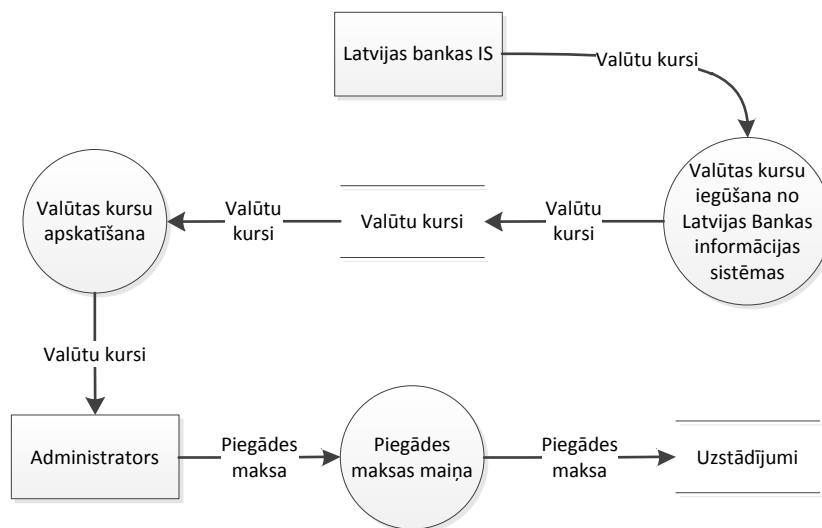 Latvijas bankas IS
Valūtu kursi
Valūtas kursu
iegūšana no
Latvijas Bankas
informācijas
sistēmas
Valūtu
kursi
Valūtu kursi
Valūtu
kursi
Valūtas kursu
apskatīšana
Valūtu kursi
Administrators
Piegādes
maksa
Piegādes
maksas maiņa
Piegādes
maksa
Uzstādījumi